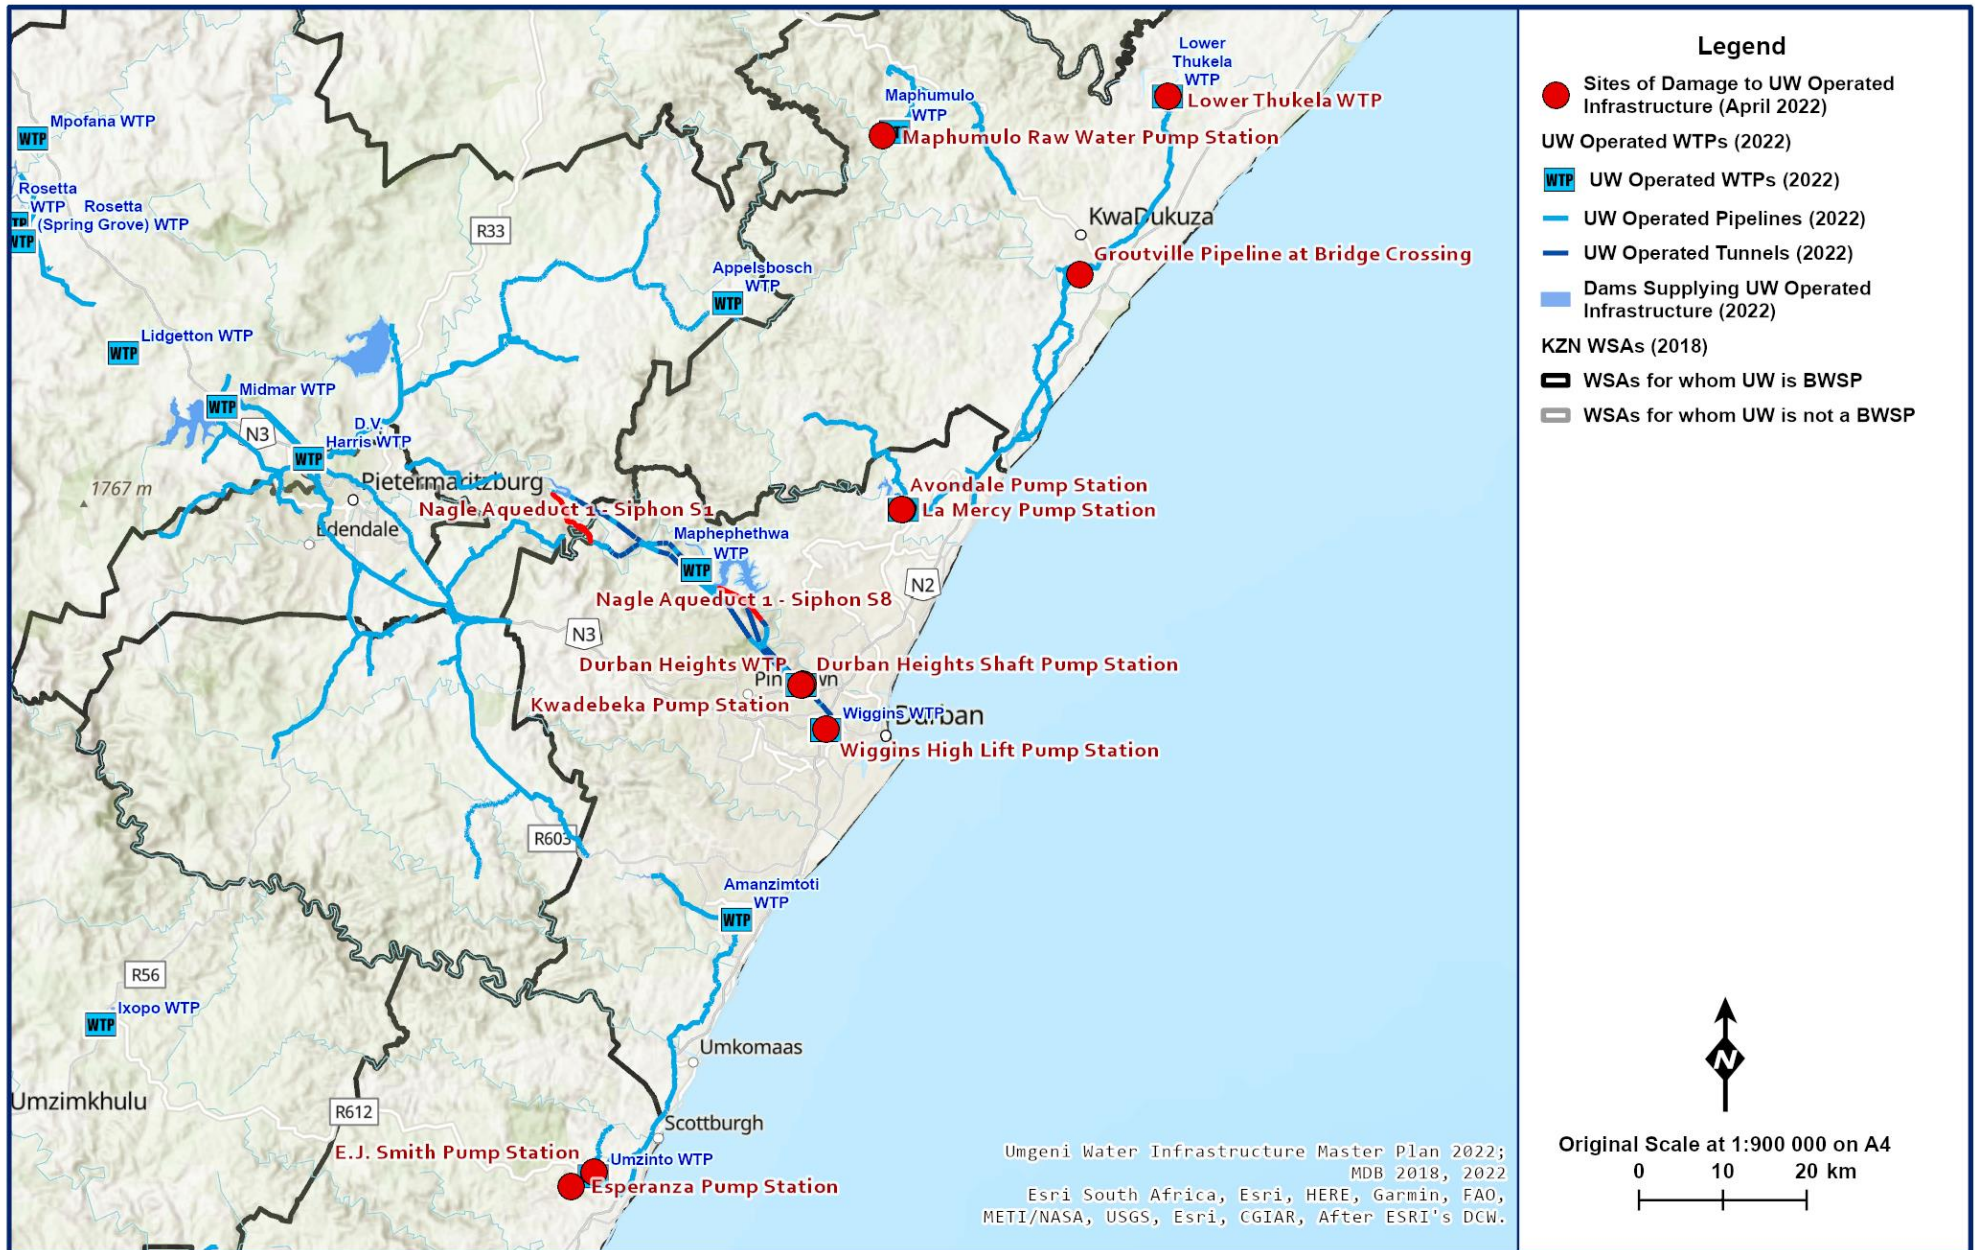 Lower
Thukela
WTP
Lower Thukela WTP
Maphumulo
WTP
Maphumulo Raw Water Pump Station
Mpofana WTP
Rosetta
WTP
Rosetta
(Spring Grove) WTP
WTP
WTP
R33
KwaDukuza
Groutville Pipeline at Bridge Crossing
Appelsbosch
WTP
WTP
Lidgetton WTP
WTP
Midmar WTP
WTP
N3
D.V.
Harris WTP
WTP
1767 m
Pietermaritzburg
Edendale
Nagle Aqueduct 1 - Siphon S1
Avondale Pump Station
La Mercy Pump Station
Maphephethwa
WTP
WTP
N2
Nagle Aqueduct 1 - Siphon S8
N3
Durban Heights WTP
Durban Heights Shaft Pump Station
Kwadebeka Pump Station
Wiggins WTP
Durban
Wiggins High Lift Pump Station
R603
Amanzimtoti
WTP
WTP
R56
Ixopo WTP
WTP
Umkomaas
Umzimkhulu
R612
Scottburgh
E.J. Smith Pump Station
Umzinto WTP
Esperanza Pump Station
Umgeni Water Infrastructure Master Plan 2022;
MDB 2018, 2022
Esri South Africa, Esri, HERE, Garmin, FAO,
METI/NASA, USGS, Esri, CGIAR, After ESRI's DCW.
Legend
Sites of Damage to UW Operated
Infrastructure (April 2022)
UW Operated WTPs (2022)
WTP UW Operated WTPs (2022)
UW Operated Pipelines (2022)
UW Operated Tunnels (2022)
Dams Supplying UW Operated
Infrastructure (2022)
KZN WSAs (2018)
WSAs for whom UW is BWSP
WSAs for whom UW is not a BWSP
N
Original Scale at 1:900 000 on A4
0 10 20 km